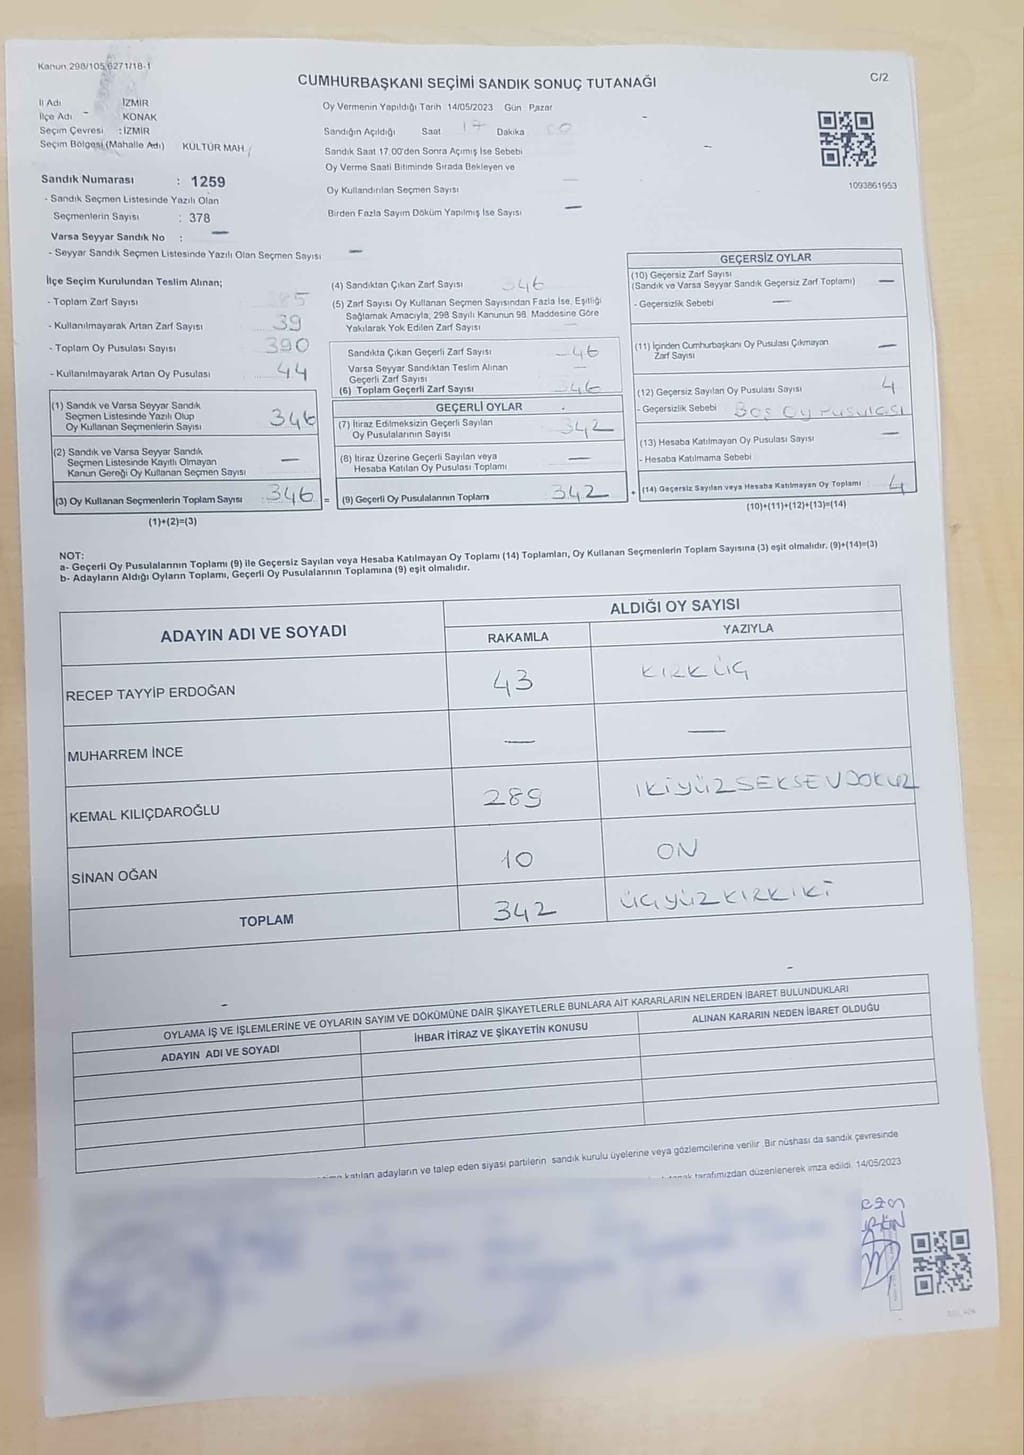 Kanun 298/105,6271/18-1
C/2
CUMHURBAŞKANI SEÇİMİ SANDIK SONUÇ TUTANAĞI
İl Adı İZMİR
İlçe Adı KONAK
Seçim Çevresi : İZMİR
Seçim Bölgesi (Mahalle Adı) KÜLTÜR MAH.
Oy Vermenin Yapıldığı Tarih 14/05/2023 Gün Pazar
Sandığın Açıldığı Saat 17 Dakika
Sandık Saat 17:00'den Sonra Açımış İse Sebebi
Oy Verme Saati Bitiminde Sırada Bekleyen ve
Oy Kullandırılan Seçmen Sayısı
Birden Fazla Sayım Döküm Yapılmış İse Sayısı —
1093861953
Sandık Numarası : 1259
- Sandık Seçmen Listesinde Yazılı Olan
Seçmenlerin Sayısı : 378
Varsa Seyyar Sandık No : —
- Seyyar Sandık Seçmen Listesinde Yazılı Olan Seçmen Sayısı —
İlçe Seçim Kurulundan Teslim Alınan;
- Toplam Zarf Sayısı
- Kullanılmayarak Artan Zarf Sayısı 39
- Toplam Oy Pusulası Sayısı 390
- Kullanılmayarak Artan Oy Pusulası 44
(1) Sandık ve Varsa Seyyar Sandık
Seçmen Listesinde Yazılı Olup
Oy Kullanan Seçmenlerin Sayısı 346
(2) Sandık ve Varsa Seyyar Sandık
Seçmen Listesinde Kayıtlı Olmayan
Kanun Gereği Oy Kullanan Seçmen Sayısı —
(3) Oy Kullanan Seçmenlerin Toplam Sayısı 346 =
(1)+(2)=(3)
(4) Sandıktan Çıkan Zarf Sayısı 346
(5) Zarf Sayısı Oy Kullanan Seçmen Sayısından Fazla İse, Eşitliği
Sağlamak Amacıyla, 298 Sayılı Kanunun 98. Maddesine Göre
Yakılarak Yok Edilen Zarf Sayısı
Sandıkta Çıkan Geçerli Zarf Sayısı
Varsa Seyyar Sandıktan Teslim Alınan
Geçerli Zarf Sayısı
(6) Toplam Geçerli Zarf Sayısı 346
GEÇERLİ OYLAR
(7) İtiraz Edilmeksizin Geçerli Sayılan
Oy Pusulalarının Sayısı 342
(8) İtiraz Üzerine Geçerli Sayılan veya
Hesaba Katılan Oy Pusulası Toplamı —
(9) Geçerli Oy Pusulalarının Toplamı 342 +
GEÇERSİZ OYLAR
(10) Geçersiz Zarf Sayısı
(Sandık ve Varsa Seyyar Sandık Geçersiz Zarf Toplamı) —
- Geçersizlik Sebebi —
(11) İçinden Cumhurbaşkanı Oy Pusulası Çıkmayan
Zarf Sayısı —
(12) Geçersiz Sayılan Oy Pusulası Sayısı 4
- Geçersizlik Sebebi Boş Oy Pusulası
(13) Hesaba Katılmayan Oy Pusulası Sayısı —
- Hesaba Katılmama Sebebi
(14) Geçersiz Sayılan veya Hesaba Katılmayan Oy Toplamı : 4
(10)+(11)+(12)+(13)=(14)
NOT:
a- Geçerli Oy Pusulalarının Toplamı (9) ile Geçersiz Sayılan veya Hesaba Katılmayan Oy Toplamı (14) Toplamları, Oy Kullanan Seçmenlerin Toplam Sayısına (3) eşit olmalıdır. (9)+(14)=(3)
b- Adayların Aldığı Oyların Toplamı, Geçerli Oy Pusulalarının Toplamına (9) eşit olmalıdır.
ADAYIN ADI VE SOYADI
ALDIĞI OY SAYISI
RAKAMLA YAZIYLA
RECEP TAYYİP ERDOĞAN 43 KIRKÜÇ
MUHARREM İNCE — —
KEMAL KILIÇDAROĞLU 289 İKİYÜZSEKSENDOKUZ
SİNAN OĞAN 10 ON
TOPLAM 342 ÜÇYÜZKIRKİKİ
OYLAMA İŞ VE İŞLEMLERİNE VE OYLARIN SAYIM VE DÖKÜMÜNE DAİR ŞİKAYETLERLE BUNLARA AİT KARARLARIN NELERDEN İBARET BULUNDUKLARI
ADAYIN ADI VE SOYADI İHBAR İTİRAZ VE ŞİKAYETİN KONUSU ALINAN KARARIN NEDEN İBARET OLDUĞU
katılan adayların ve talep eden siyasi partilerin sandık kurulu üyelerine veya gözlemcilerine verilir. Bir nüshası da sandık çevresinde
tarafımızdan düzenlenerek imza edildi. 14/05/2023